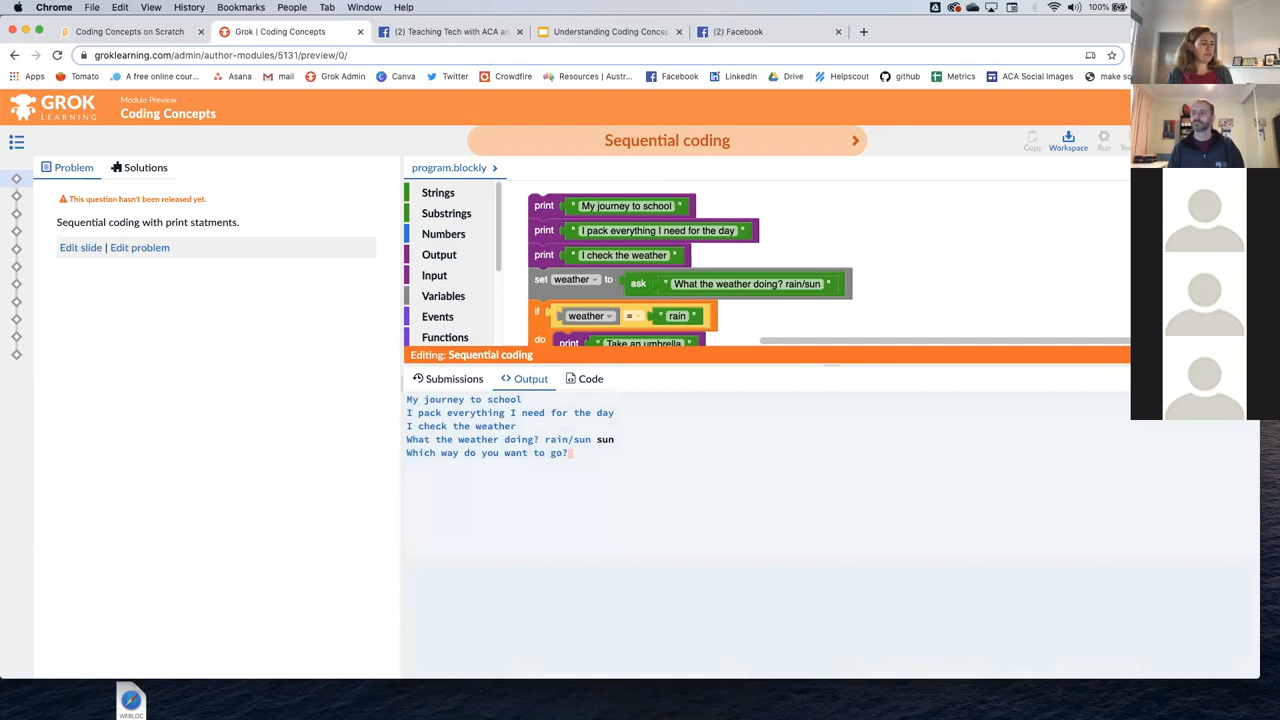 Chrome File Edit View History Bookmarks People Tab Window Help 100%
Coding Concepts on Scratch × Grok | Coding Concepts × (2) Teaching Tech with ACA an × Understanding Coding Concep × (2) Facebook × +
groklearning.com/admin/author-modules/5131/preview/0/
Apps Tomato A free online cour... Asana mail Grok Admin Canva Twitter Crowdfire Resources | Austr... Facebook LinkedIn Drive Helpscout github Metrics ACA Social Images make so
GROK
LEARNING
Module Preview
Coding Concepts
Sequential coding
Copy Workspace Run
Problem Solutions
This question hasn't been released yet.
Sequential coding with print statments.
Edit slide | Edit problem
program.blockly
Strings
Substrings
Numbers
Output
Input
Variables
Events
Functions
print " My journey to school "
print " I pack everything I need for the day "
print " I check the weather "
set weather to ask " What the weather doing? rain/sun "
if weather = " rain "
do print " Take an umbrella "
Editing: Sequential coding
Submissions Output Code
My journey to school
I pack everything I need for the day
I check the weather
What the weather doing? rain/sun sun
Which way do you want to go?
WEBLOC